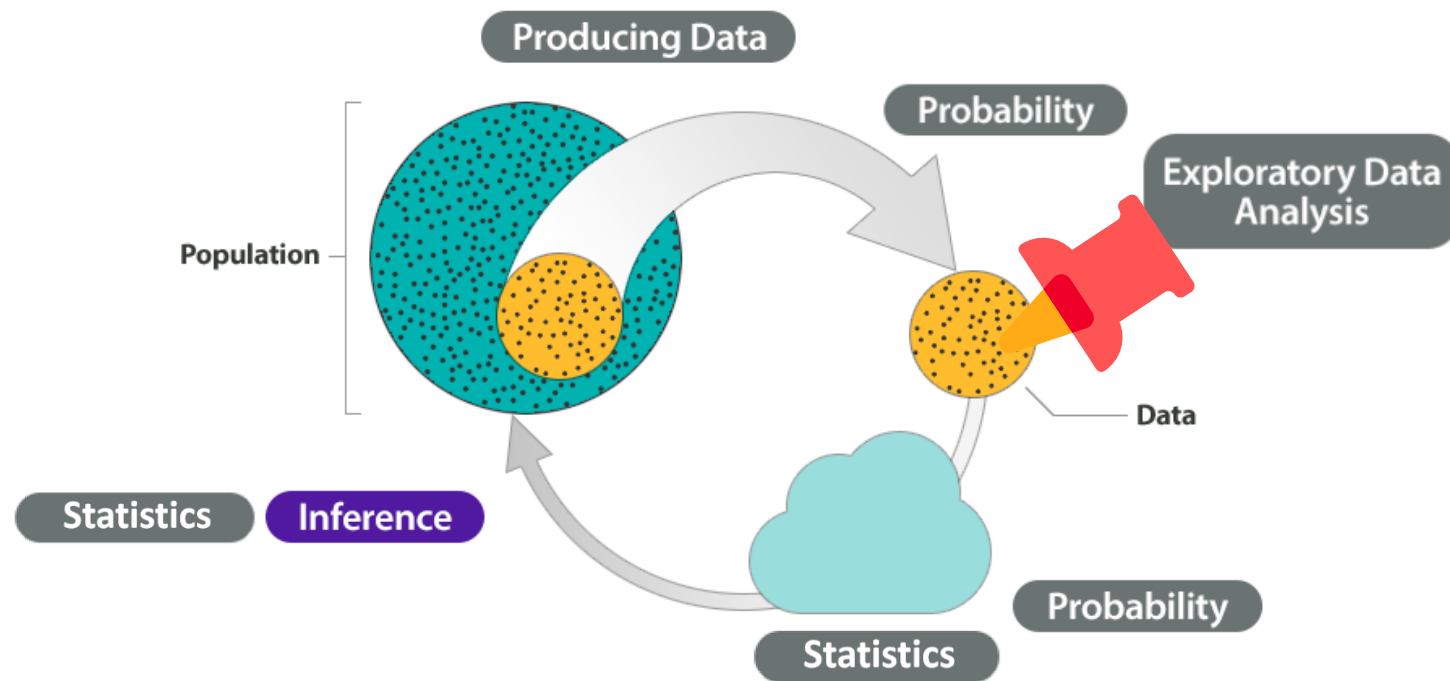 Producing Data
Probability
Exploratory Data
Analysis
Population
Data
Statistics
Inference
Probability
Statistics